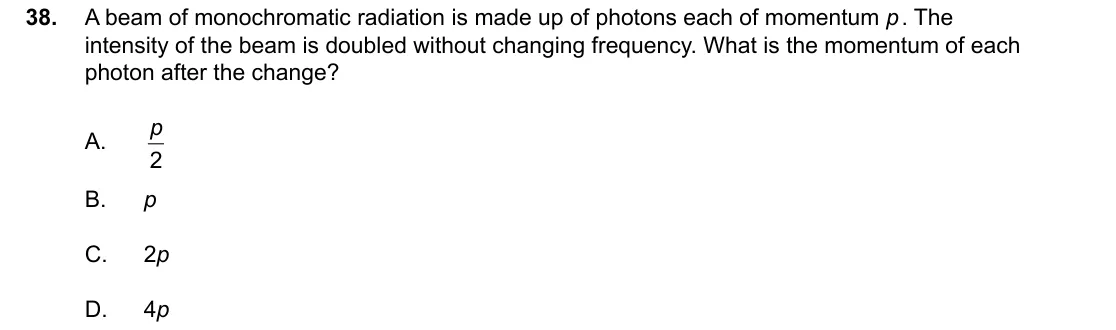 38. A beam of monochromatic radiation is made up of photons each of momentum p. The
intensity of the beam is doubled without changing frequency. What is the momentum of each
photon after the change?
A. p/2
B. p
C. 2p
D. 4p